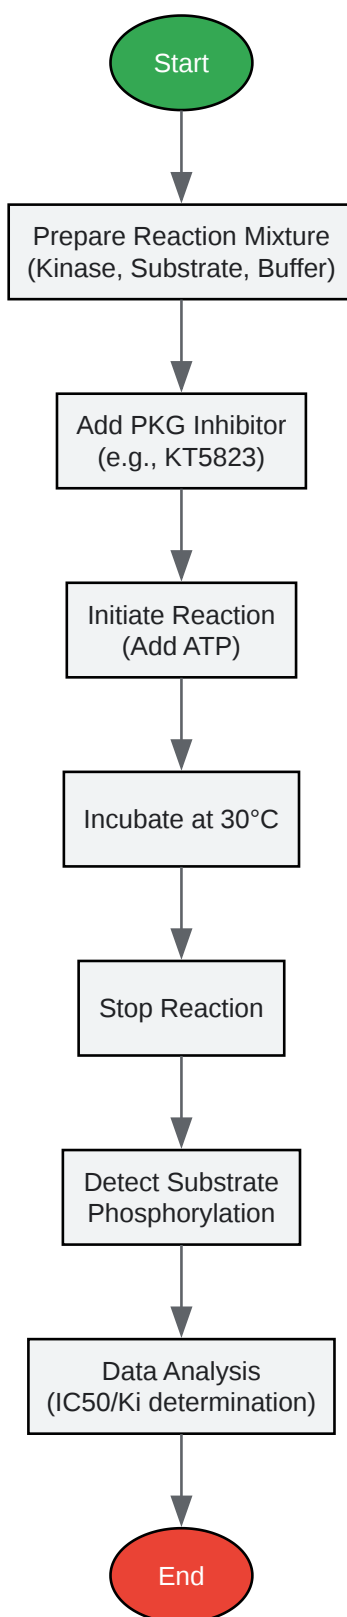 Start
Prepare Reaction Mixture
(Kinase, Substrate, Buffer)
Add PKG Inhibitor
(e.g., KT5823)
Initiate Reaction
(Add ATP)
Incubate at 30°C
Stop Reaction
Detect Substrate
Phosphorylation
Data Analysis
(IC50/Ki determination)
End